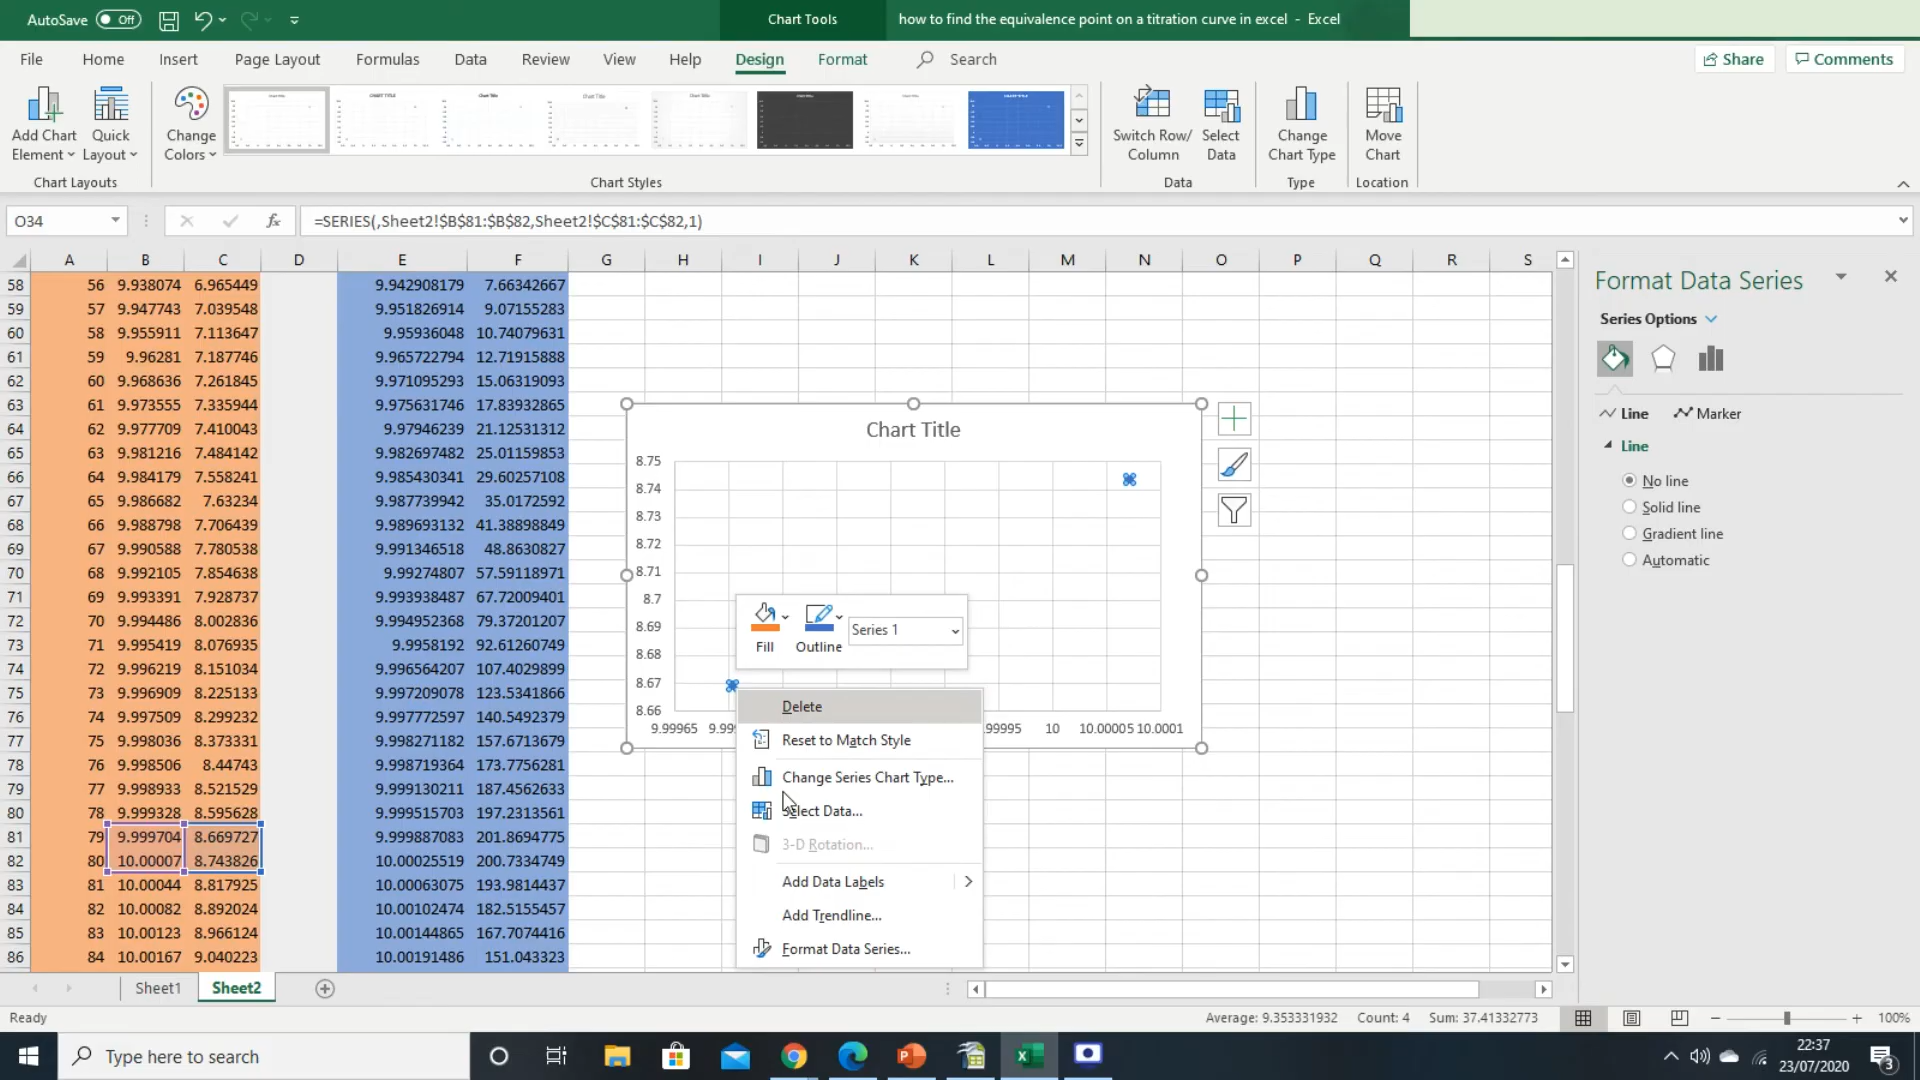 AutoSave Off
Chart Tools
how to find the equivalence point on a titration curve in excel - Excel
File Home Insert Page Layout Formulas Data Review View Help Design Format Search Share Comments
Add Chart Element
Quick Layout
Change Colors
Switch Row/ Column
Select Data
Change Chart Type
Move Chart
Chart Layouts Chart Styles Data Type Location
O34 fx =SERIES(,Sheet2!$B$81:$B$82,Sheet2!$C$81:$C$82,1)
A B C D E F G H I J K L M N O P Q R S
58 56 9.938074 6.965449 9.942908179 7.66342667
59 57 9.947743 7.039548 9.951826914 9.07155283
60 58 9.955911 7.113647 9.95936048 10.74079631
61 59 9.96281 7.187746 9.965722794 12.71915888
62 60 9.968636 7.261845 9.971095293 15.06319093
63 61 9.973555 7.335944 9.975631746 17.83932865
64 62 9.977709 7.410043 9.97946239 21.12531312
65 63 9.981216 7.484142 9.982697482 25.01159853
66 64 9.984179 7.558241 9.985430341 29.60257108
67 65 9.986682 7.63234 9.987739942 35.0172592
68 66 9.988798 7.706439 9.989693132 41.38898849
69 67 9.990588 7.780538 9.991346518 48.8630827
70 68 9.992105 7.854638 9.99274807 57.59118971
71 69 9.993391 7.928737 9.993938487 67.72009401
72 70 9.994486 8.002836 9.994952368 79.37201207
73 71 9.995419 8.076935 9.9958192 92.61260749
74 72 9.996219 8.151034 9.996564207 107.4029899
75 73 9.996909 8.225133 9.997209078 123.5341866
76 74 9.997509 8.299232 9.997772597 140.5492379
77 75 9.998036 8.373331 9.998271182 157.6713679
78 76 9.998506 8.44743 9.998719364 173.7756281
79 77 9.998933 8.521529 9.999130211 187.4562633
80 78 9.999328 8.595628 9.999515703 197.2313561
81 79 9.999704 8.669727 9.999887083 201.8694775
82 80 10.00007 8.743826 10.00025519 200.7334749
83 81 10.00044 8.817925 10.00063075 193.9814437
84 82 10.00082 8.892024 10.00102474 182.5155457
85 83 10.00123 8.966124 10.00144865 167.7074416
86 84 10.00167 9.040223 10.00191486 151.043323
Chart Title
8.75
8.74
8.73
8.72
8.71
8.7
8.69
8.68
8.67
8.66
9.99965 9.99 .99995 10 10.00005 10.0001
Fill Outline Series 1
Delete
Reset to Match Style
Change Series Chart Type...
Select Data...
3-D Rotation...
Add Data Labels
Add Trendline...
Format Data Series...
Format Data Series
Series Options
Line Marker
Line
No line
Solid line
Gradient line
Automatic
Sheet1 Sheet2
Ready
Average: 9.353331932 Count: 4 Sum: 37.41332773 100%
Type here to search
22:37
23/07/2020
3